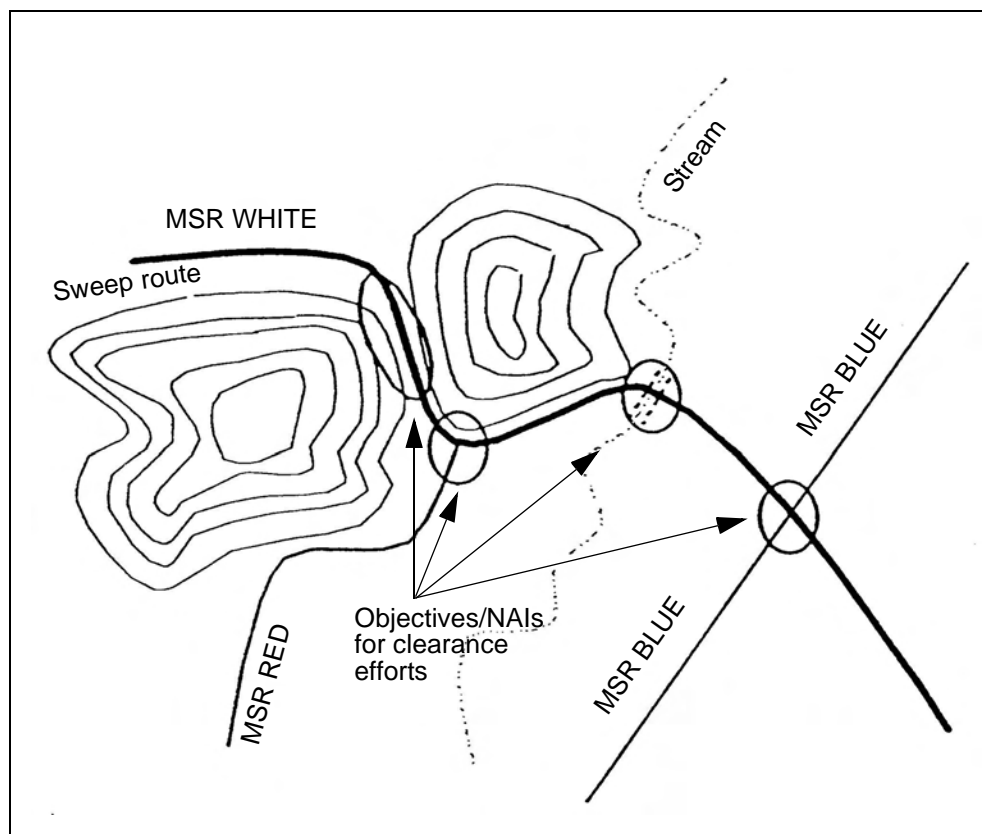 Stream
MSR WHITE
Sweep route
MSR BLUE
Objectives/NAIs
for clearance
efforts
MSR RED
MSR BLUE